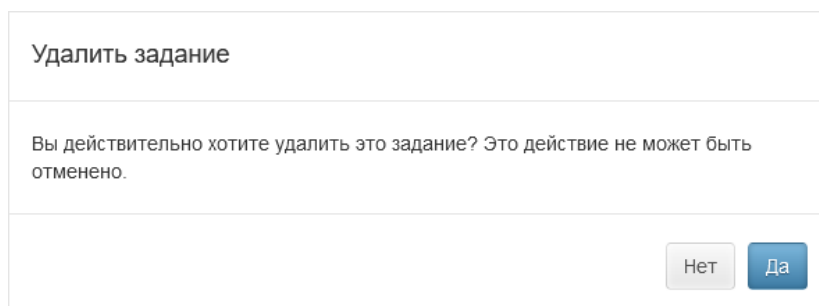 Удалить задание
Вы действительно хотите удалить это задание? Это действие не может быть
отменено.
Нет Да